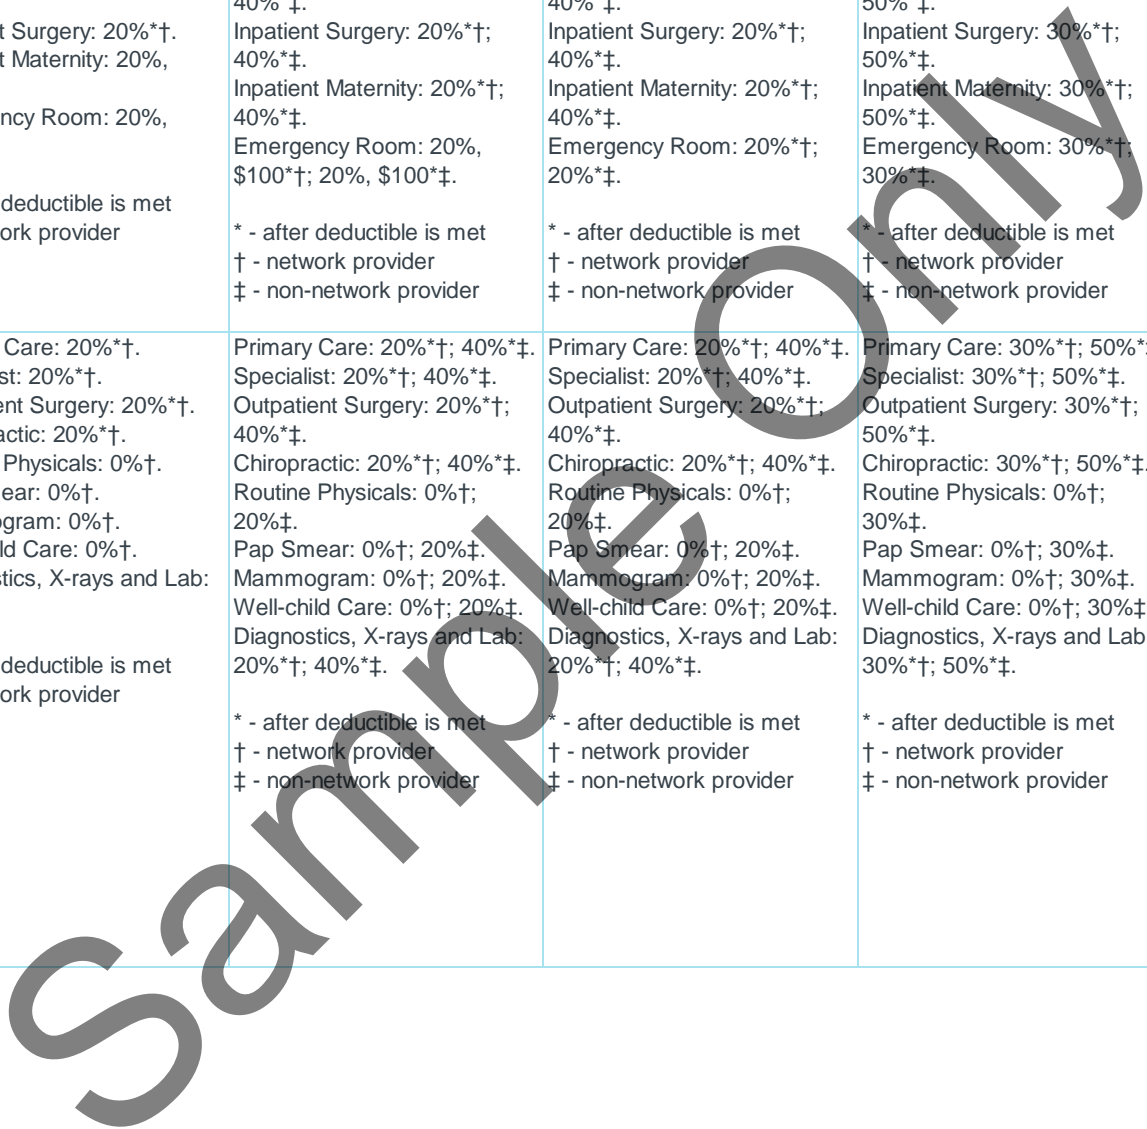 t Surgery: 20%*†.
t Maternity: 20%,
ncy Room: 20%,
deductible is met
ork provider
40%*‡.
Inpatient Surgery: 20%*†;
40%*‡.
Inpatient Maternity: 20%*†;
40%*‡.
Emergency Room: 20%,
$100*†; 20%, $100*‡.
* - after deductible is met
† - network provider
‡ - non-network provider
40%*‡.
Inpatient Surgery: 20%*†;
40%*‡.
Inpatient Maternity: 20%*†;
40%*‡.
Emergency Room: 20%*†;
20%*‡.
* - after deductible is met
† - network provider
‡ - non-network provider
50%*‡.
Inpatient Surgery: 30%*†;
50%*‡.
Inpatient Maternity: 30%*†;
50%*‡.
Emergency Room: 30%*†;
30%*‡.
* - after deductible is met
† - network provider
‡ - non-network provider
Care: 20%*†.
st: 20%*†.
ent Surgery: 20%*†.
actic: 20%*†.
Physicals: 0%†.
ear: 0%†.
gram: 0%†.
ld Care: 0%†.
stics, X-rays and Lab:
deductible is met
ork provider
Primary Care: 20%*†; 40%*‡.
Specialist: 20%*†; 40%*‡.
Outpatient Surgery: 20%*†;
40%*‡.
Chiropractic: 20%*†; 40%*‡.
Routine Physicals: 0%†;
20%‡.
Pap Smear: 0%†; 20%‡.
Mammogram: 0%†; 20%‡.
Well-child Care: 0%†; 20%‡.
Diagnostics, X-rays and Lab:
20%*†; 40%*‡.
* - after deductible is met
† - network provider
‡ - non-network provider
Primary Care: 20%*†; 40%*‡.
Specialist: 20%*†; 40%*‡.
Outpatient Surgery: 20%*†;
40%*‡.
Chiropractic: 20%*†; 40%*‡.
Routine Physicals: 0%†;
20%‡.
Pap Smear: 0%†; 20%‡.
Mammogram: 0%†; 20%‡.
Well-child Care: 0%†; 20%‡.
Diagnostics, X-rays and Lab:
20%*†; 40%*‡.
* - after deductible is met
† - network provider
‡ - non-network provider
Primary Care: 30%*†; 50%*
Specialist: 30%*†; 50%*‡.
Outpatient Surgery: 30%*†;
50%*‡.
Chiropractic: 30%*†; 50%*‡.
Routine Physicals: 0%†;
30%‡.
Pap Smear: 0%†; 30%‡.
Mammogram: 0%†; 30%‡.
Well-child Care: 0%†; 30%‡
Diagnostics, X-rays and Lab
30%*†; 50%*‡.
* - after deductible is met
† - network provider
‡ - non-network provider
Sample Only